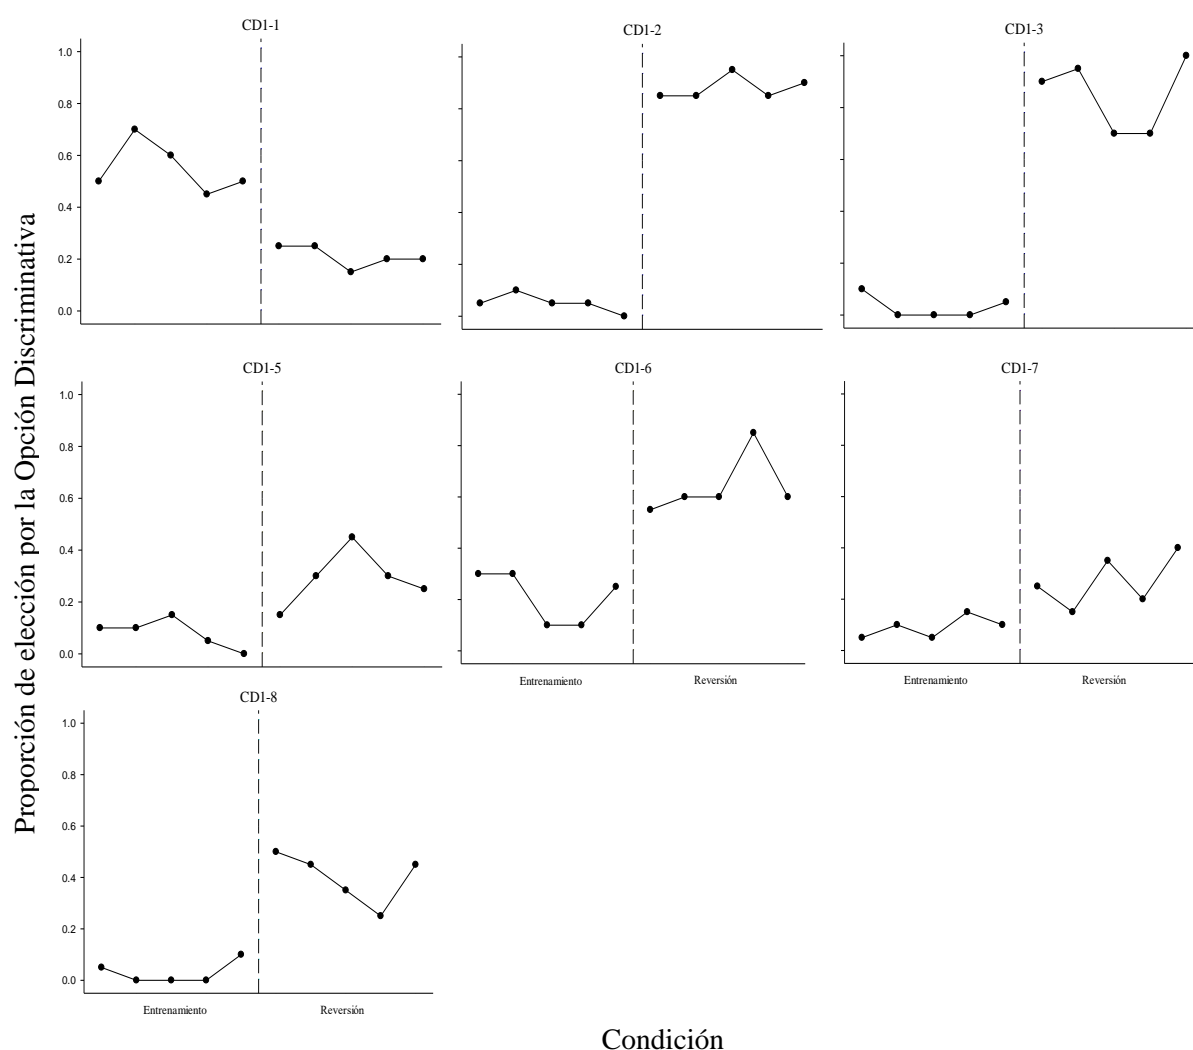 CD1-1
CD1-2
CD1-3
1.0
0.8
0.6
0.4
0.2
0.0
CD1-5
CD1-6
CD1-7
1.0
0.8
0.6
0.4
0.2
0.0
Entrenamiento
Reversión
Entrenamiento
Reversión
CD1-8
1.0
0.8
0.6
0.4
0.2
0.0
Entrenamiento
Reversión
Proporción de elección por la Opción Discriminativa
Condición